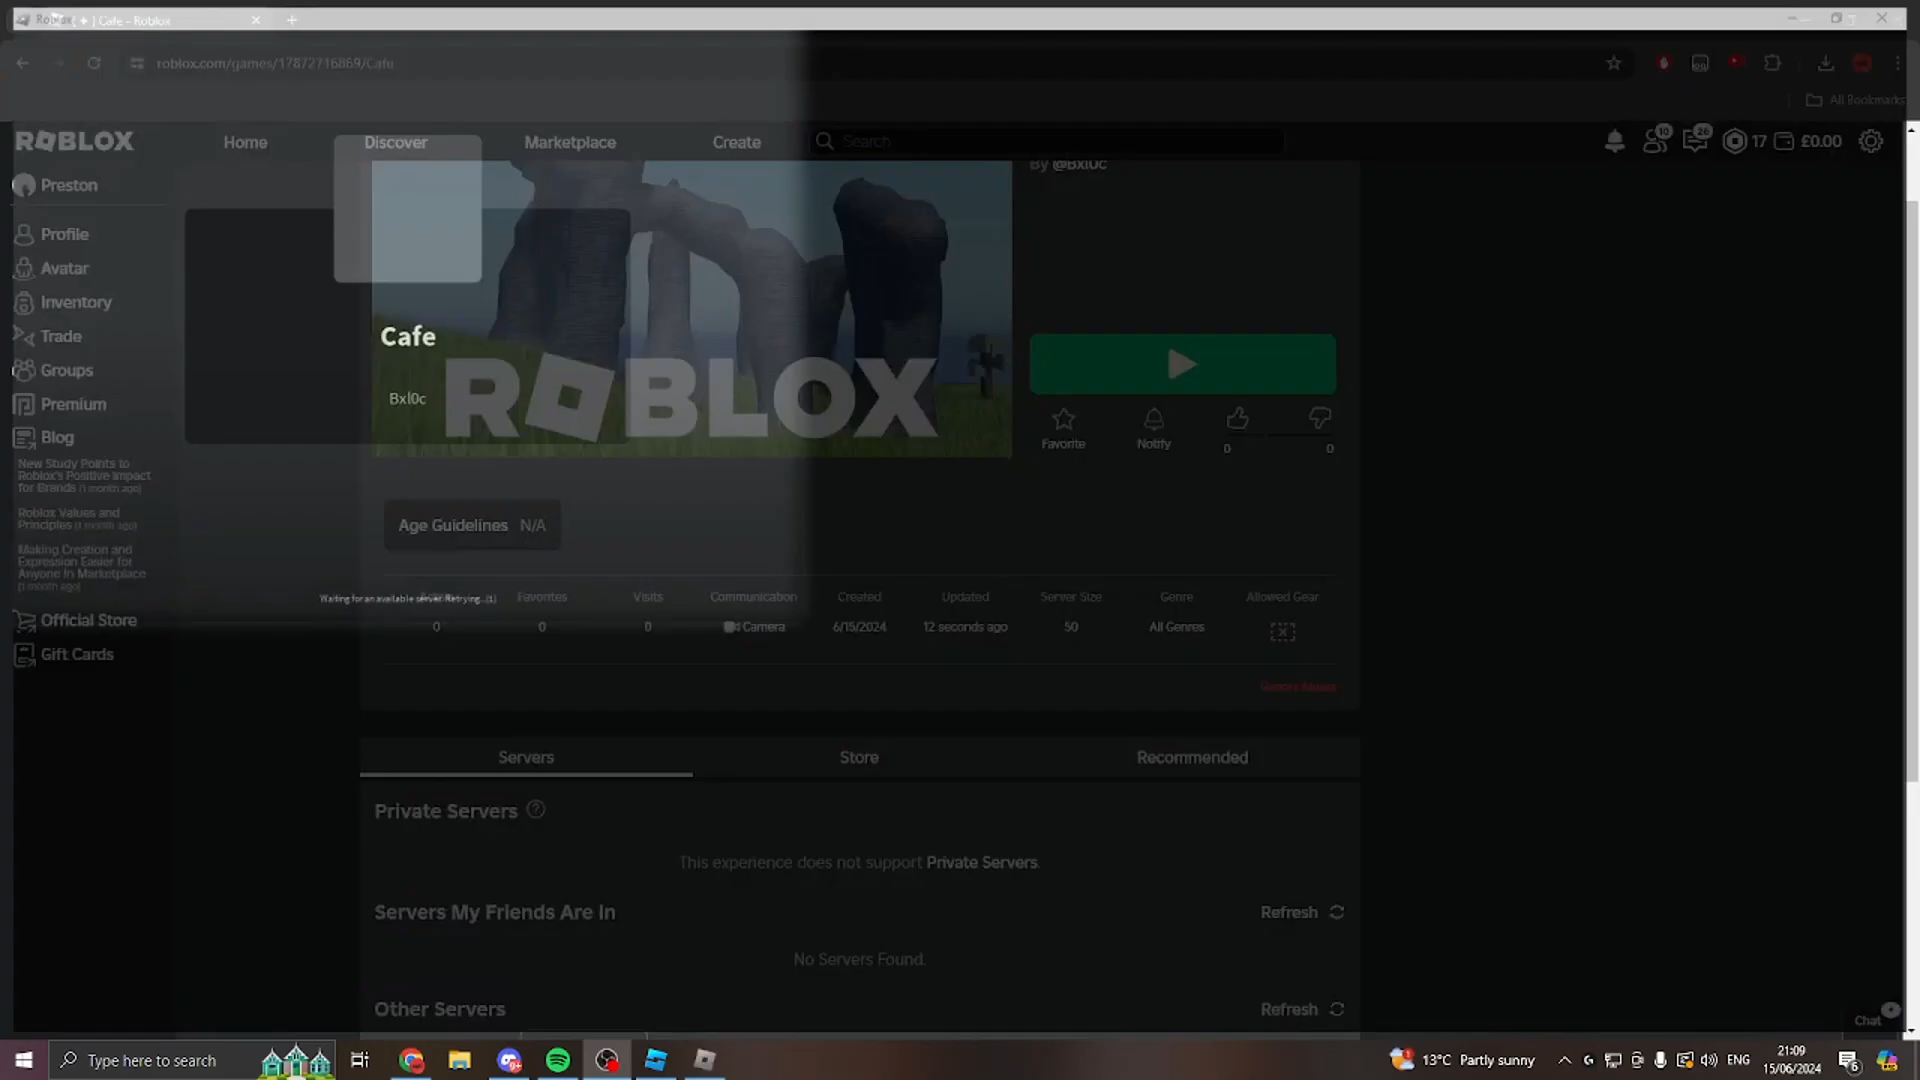 [ + ] Cafe - Roblox
roblox.com/games/17872716869/Cafe
All Bookmarks
ROBLOX
Home
Discover
Marketplace
Create
Search
10
26
17
£0.00
Preston
Profile
Avatar
Inventory
Trade
Groups
Premium
Blog
New Study Points to
Roblox's Positive Impact
for Brands (1 month ago)
Roblox Values and
Principles (1 month ago)
Making Creation and
Expression Easier for
Anyone in Marketplace
(1 month ago)
Official Store
Gift Cards
By @Bxl0c
Cafe
Bxl0c
ROBLOX
Favorite
Notify
0
0
Age Guidelines N/A
Waiting for an available server. Retrying...(1)
Favorites
Visits
Communication
Created
Updated
Server Size
Genre
Allowed Gear
0
0
0
Camera
6/15/2024
12 seconds ago
50
All Genres
Report Abuse
Servers
Store
Recommended
Private Servers
This experience does not support Private Servers.
Servers My Friends Are In
Refresh
No Servers Found.
Other Servers
Refresh
Chat
Type here to search
13°C Partly sunny
ENG
21:09
15/06/2024
6